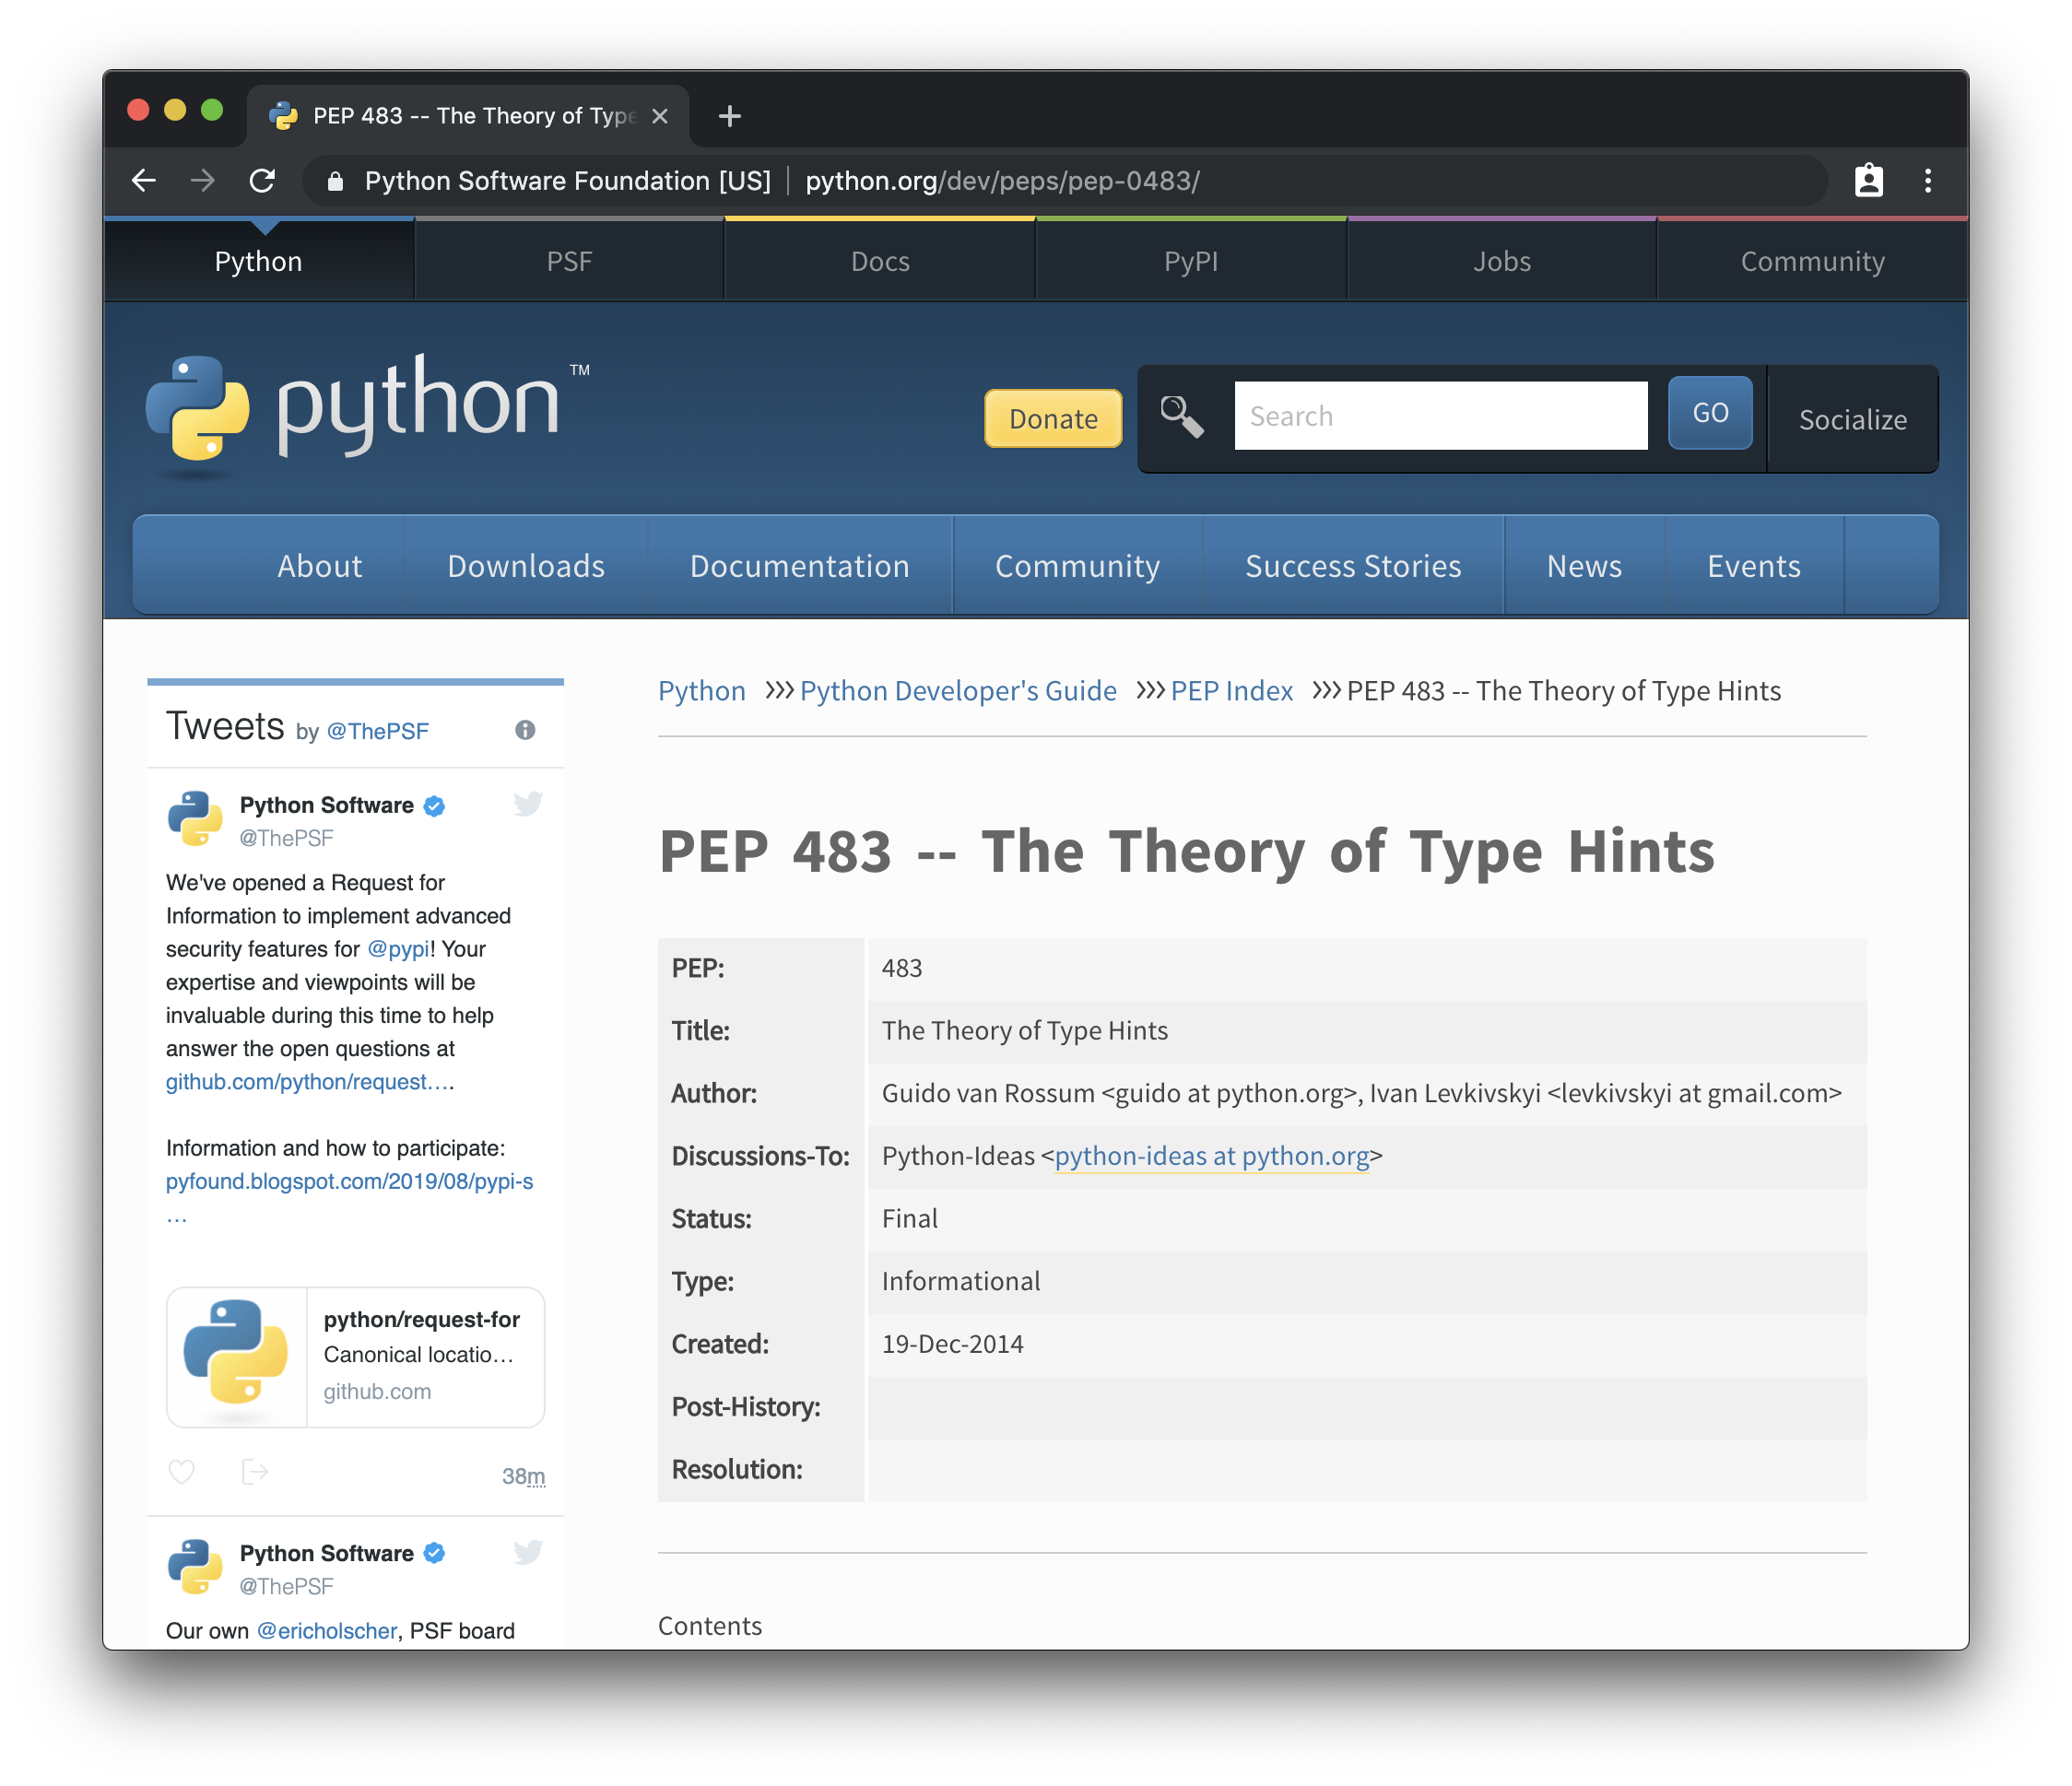 PEP 483 -- The Theory of Type
Python Software Foundation [US] python.org/dev/peps/pep-0483/
Python PSF Docs PyPI Jobs Community
python TM
Donate Search GO Socialize
About Downloads Documentation Community Success Stories News Events
Tweets by @ThePSF
Python Software
@ThePSF
We've opened a Request for
Information to implement advanced
security features for @pypi! Your
expertise and viewpoints will be
invaluable during this time to help
answer the open questions at
github.com/python/request….
Information and how to participate:
pyfound.blogspot.com/2019/08/pypi-s
…
python/request-for
Canonical locatio…
github.com
38m
Python Software
@ThePSF
Our own @ericholscher, PSF board
Python >>> Python Developer's Guide >>> PEP Index >>> PEP 483 -- The Theory of Type Hints
PEP 483 -- The Theory of Type Hints
PEP: 483
Title: The Theory of Type Hints
Author: Guido van Rossum <guido at python.org>, Ivan Levkivskyi <levkivskyi at gmail.com>
Discussions-To: Python-Ideas <python-ideas at python.org>
Status: Final
Type: Informational
Created: 19-Dec-2014
Post-History:
Resolution:
Contents